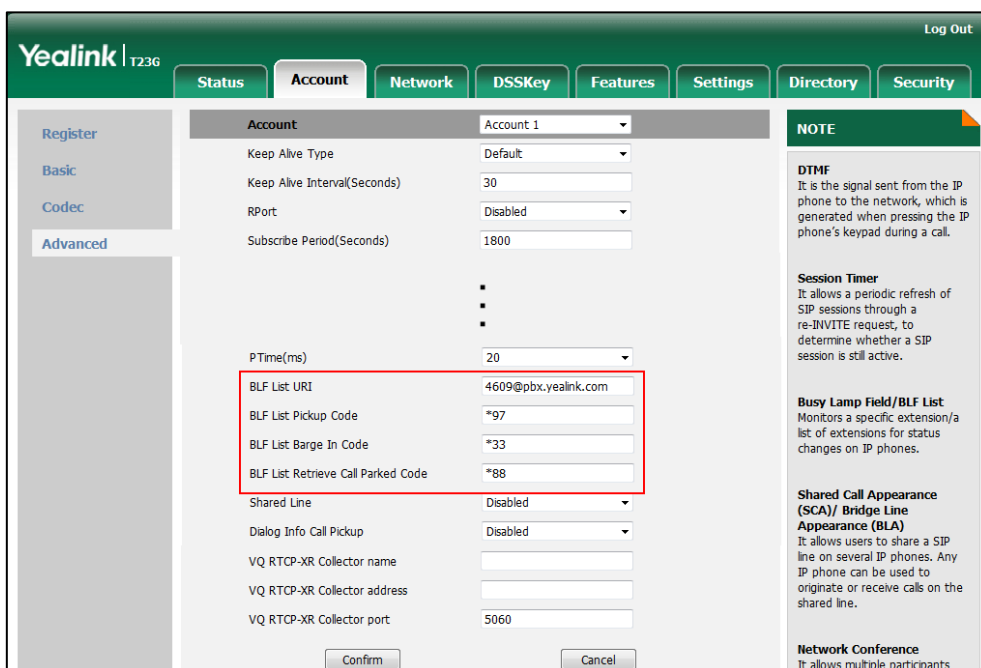 Log Out
Yealink T23G
Status Account Network DSSKey Features Settings Directory Security
Register
Basic
Codec
Advanced
Account Account 1
Keep Alive Type Default
Keep Alive Interval(Seconds) 30
RPort Disabled
Subscribe Period(Seconds) 1800
PTime(ms) 20
BLF List URI 4609@pbx.yealink.com
BLF List Pickup Code *97
BLF List Barge In Code *33
BLF List Retrieve Call Parked Code *88
Shared Line Disabled
Dialog Info Call Pickup Disabled
VQ RTCP-XR Collector name
VQ RTCP-XR Collector address
VQ RTCP-XR Collector port 5060
Confirm Cancel
NOTE
DTMF
It is the signal sent from the IP
phone to the network, which is
generated when pressing the IP
phone's keypad during a call.
Session Timer
It allows a periodic refresh of
SIP sessions through a
re-INVITE request, to
determine whether a SIP
session is still active.
Busy Lamp Field/BLF List
Monitors a specific extension/a
list of extensions for status
changes on IP phones.
Shared Call Appearance
(SCA)/ Bridge Line
Appearance (BLA)
It allows users to share a SIP
line on several IP phones. Any
IP phone can be used to
originate or receive calls on the
shared line.
Network Conference
It allows multiple participants